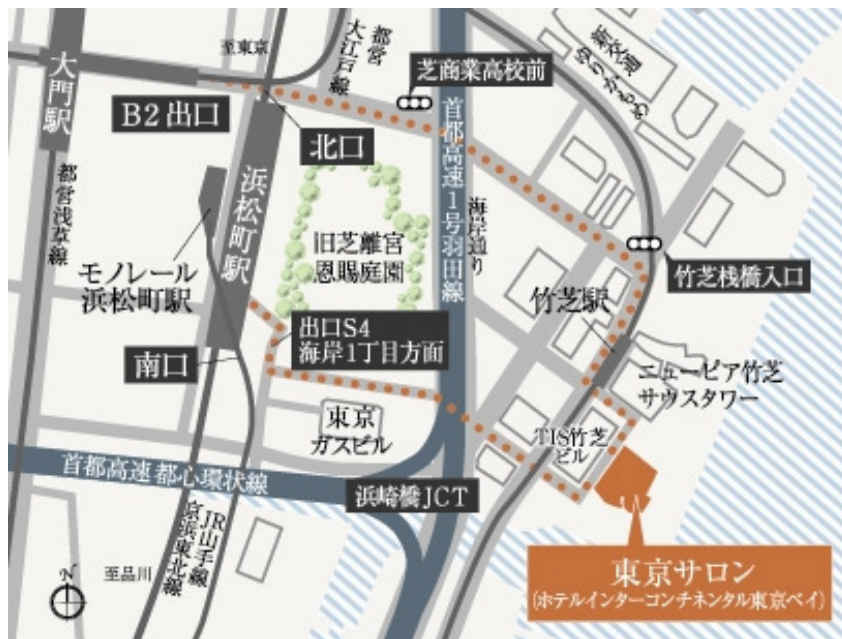 至東京
都営
大江戸線
新交通
ゆりかもめ
大門駅
芝商業高校前
B2出口
北口
首都高速1号羽田線
浜松町駅
都営浅草線
旧芝離宮
恩賜庭園
海岸通り
モノレール
浜松町駅
竹芝桟橋入口
竹芝駅
出口S4
海岸1丁目方面
南口
ニューピア竹芝
サウスタワー
東京
ガスビル
TIS竹芝
ビル
首都高速都心環状線
浜崎橋JCT
JR山手線
京浜東北線
至品川
N
東京サロン
(ホテルインターコンチネンタル東京ベイ)